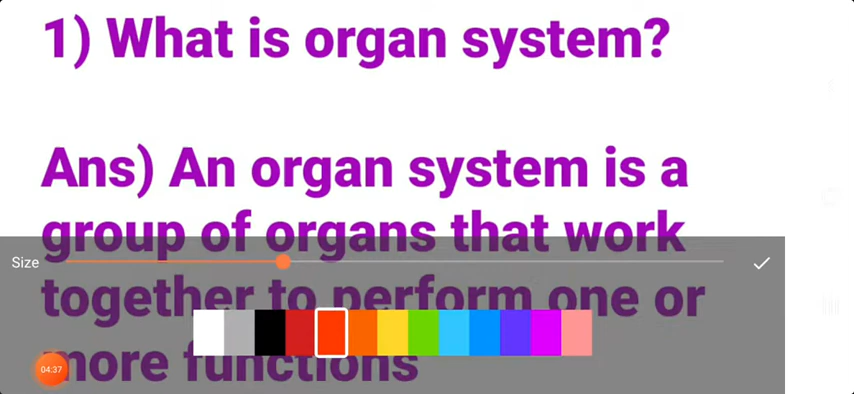 1) What is organ system?
Ans) An organ system is a
group of organs that work
Size
together to perform one or
more functions
04:37